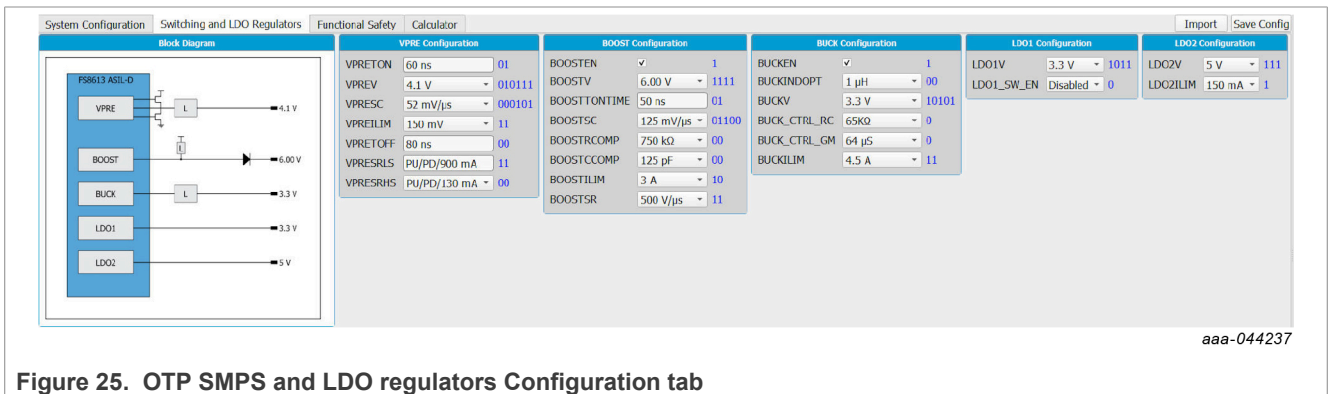 System Configuration Switching and LDO Regulators Functional Safety Calculator Import Save Config
Block Diagram
FS8613 ASIL-D
VPRE L 4.1 V
L
BOOST 6.00 V
BUCK L 3.3 V
LDO1 3.3 V
LDO2 5 V
VPRE Configuration
VPRETON 60 ns 01
VPREV 4.1 V 010111
VPRESC 52 mV/µs 000101
VPREILIM 150 mV 11
VPRETOFF 80 ns 00
VPRESRLS PU/PD/900 mA 11
VPRESRHS PU/PD/130 mA 00
BOOST Configuration
BOOSTEN 1
BOOSTV 6.00 V 1111
BOOSTTONTIME 50 ns 01
BOOSTSC 125 mV/µs 01100
BOOSTRCOMP 750 kΩ 00
BOOSTCCOMP 125 pF 00
BOOSTILIM 3 A 10
BOOSTSR 500 V/µs 11
BUCK Configuration
BUCKEN 1
BUCKINDOPT 1 µH 00
BUCKV 3.3 V 10101
BUCK_CTRL_RC 65KΩ 0
BUCK_CTRL_GM 64 µS 0
BUCKILIM 4.5 A 11
LDO1 Configuration
LDO1V 3.3 V 1011
LDO1_SW_EN Disabled 0
LDO2 Configuration
LDO2V 5 V 111
LDO2ILIM 150 mA 1
aaa-044237
Figure 25. OTP SMPS and LDO regulators Configuration tab